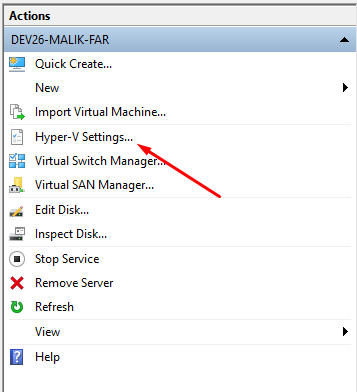 Actions
DEV26-MALIK-FAR
Quick Create...
New
Import Virtual Machine...
Hyper-V Settings...
Virtual Switch Manager...
Virtual SAN Manager...
Edit Disk...
Inspect Disk...
Stop Service
Remove Server
Refresh
View
Help